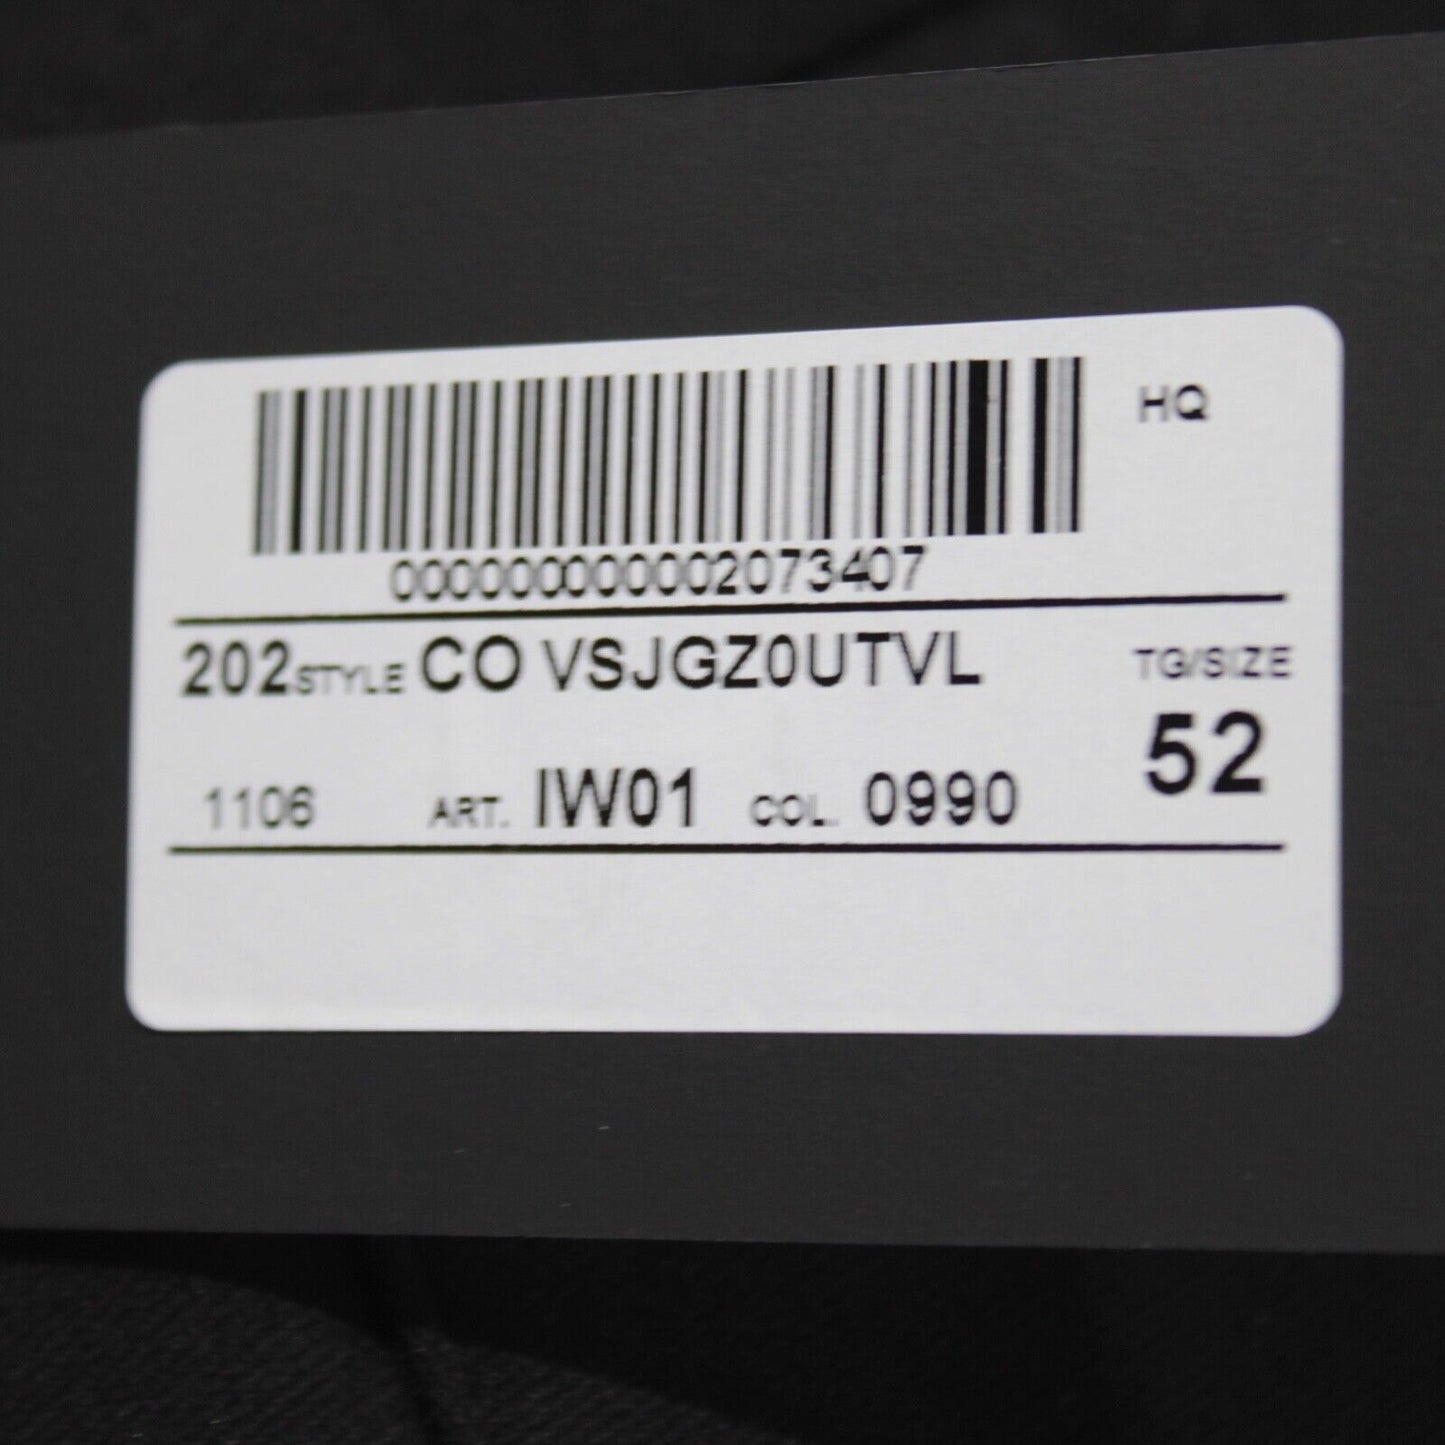 HQ
000000000002073407
202 STYLE CO VSJGZ0UTVL
TG/SIZE
52
1106 ART. IW01 COL. 0990